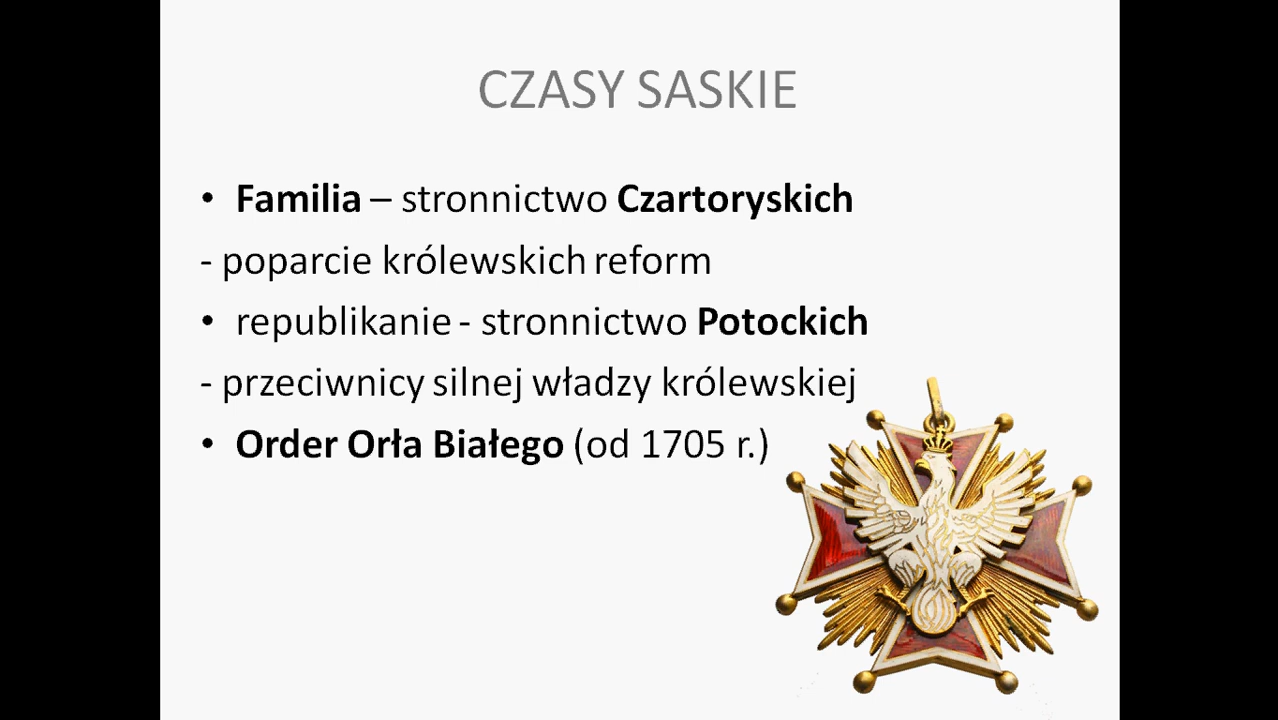 CZASY SASKIE
• Familia – stronnictwo Czartoryskich
- poparcie królewskich reform
• republikanie - stronnictwo Potockich
- przeciwnicy silnej władzy królewskiej
• Order Orła Białego (od 1705 r.)